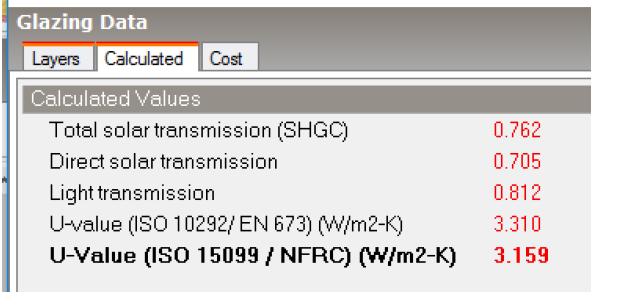 Glazing Data
Layers Calculated Cost
Calculated Values
Total solar transmission (SHGC) 0.762
Direct solar transmission 0.705
Light transmission 0.812
U-value (ISO 10292/ EN 673) (W/m2-K) 3.310
U-Value (ISO 15099 / NFRC) (W/m2-K) 3.159